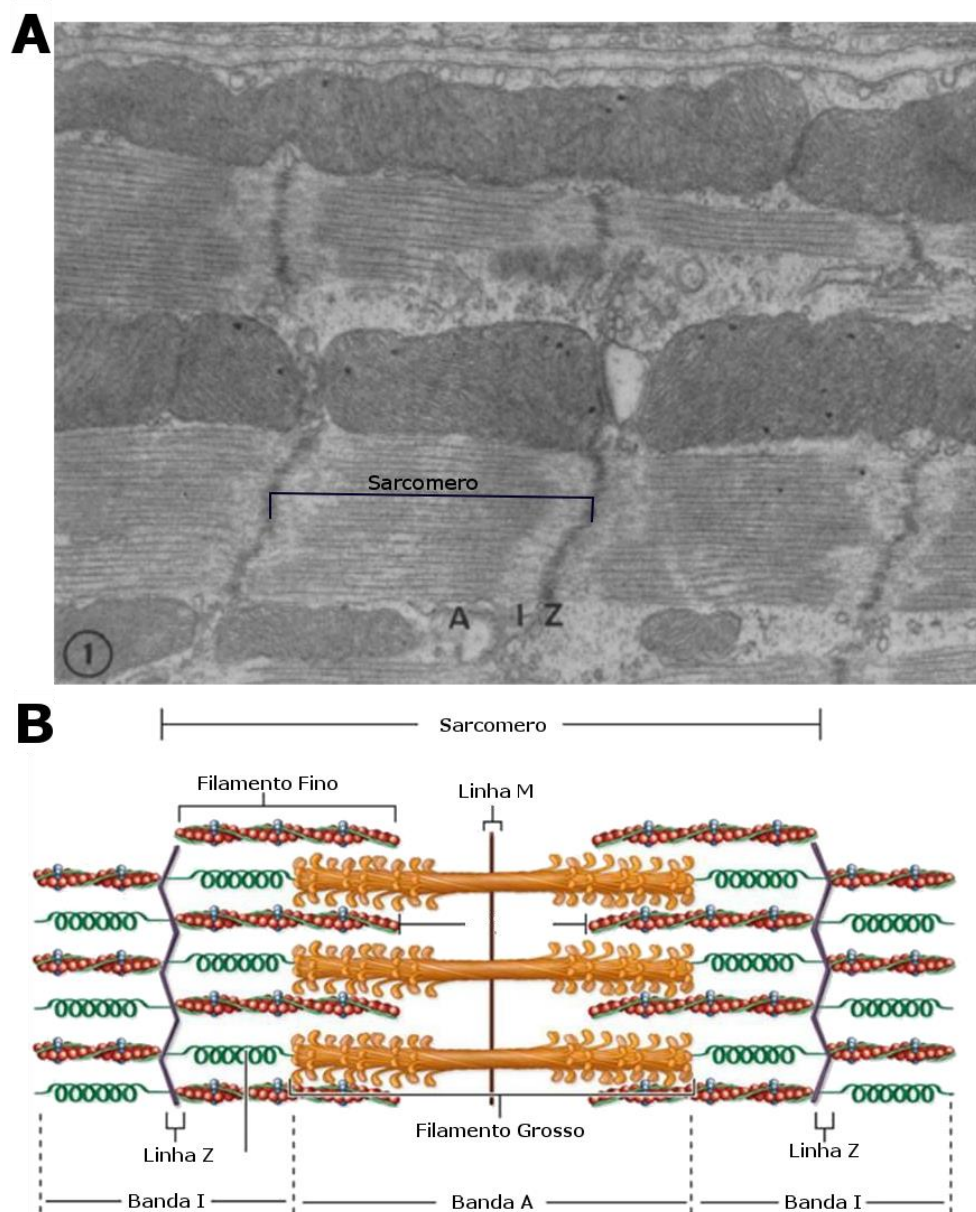 A
Sarcomero
A I Z
1
B
Sarcomero
Filamento Fino
Linha M
Filamento Grosso
Linha Z
Linha Z
Banda I
Banda A
Banda I